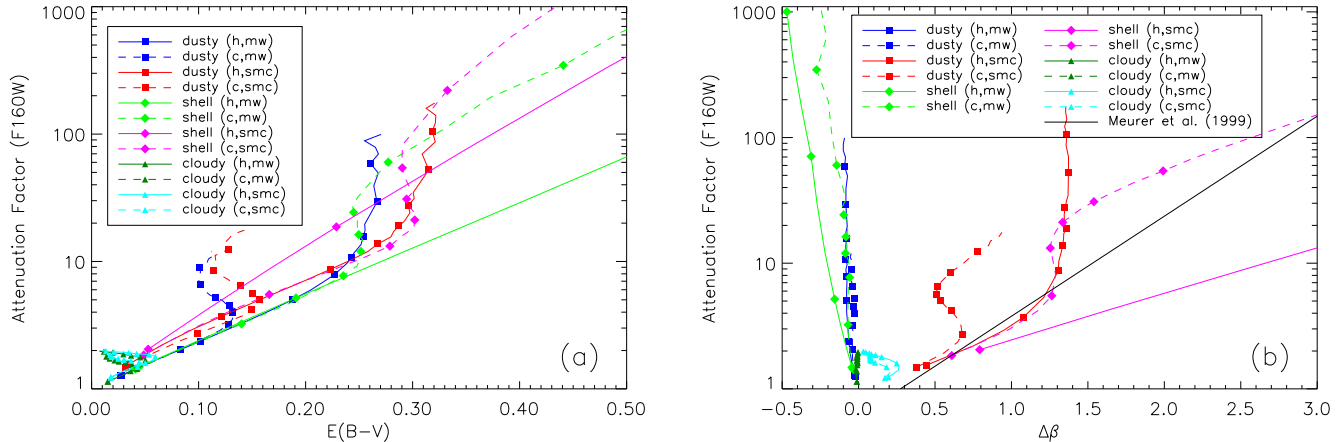 1000
100
10
1
Attenuation Factor (F160W)
dusty (h,mw)
dusty (c,mw)
dusty (h,smc)
dusty (c,smc)
shell (h,mw)
shell (c,mw)
shell (h,smc)
shell (c,smc)
cloudy (h,mw)
cloudy (c,mw)
cloudy (h,smc)
cloudy (c,smc)
(a)
0.00 0.10 0.20 0.30 0.40 0.50
E(B−V)
1000
100
10
1
Attenuation Factor (F160W)
dusty (h,mw)
dusty (c,mw)
dusty (h,smc)
dusty (c,smc)
shell (h,mw)
shell (c,mw)
shell (h,smc)
shell (c,smc)
cloudy (h,mw)
cloudy (c,mw)
cloudy (h,smc)
cloudy (c,smc)
Meurer et al. (1999)
(b)
−0.5 0.0 0.5 1.0 1.5 2.0 2.5 3.0
Δβ